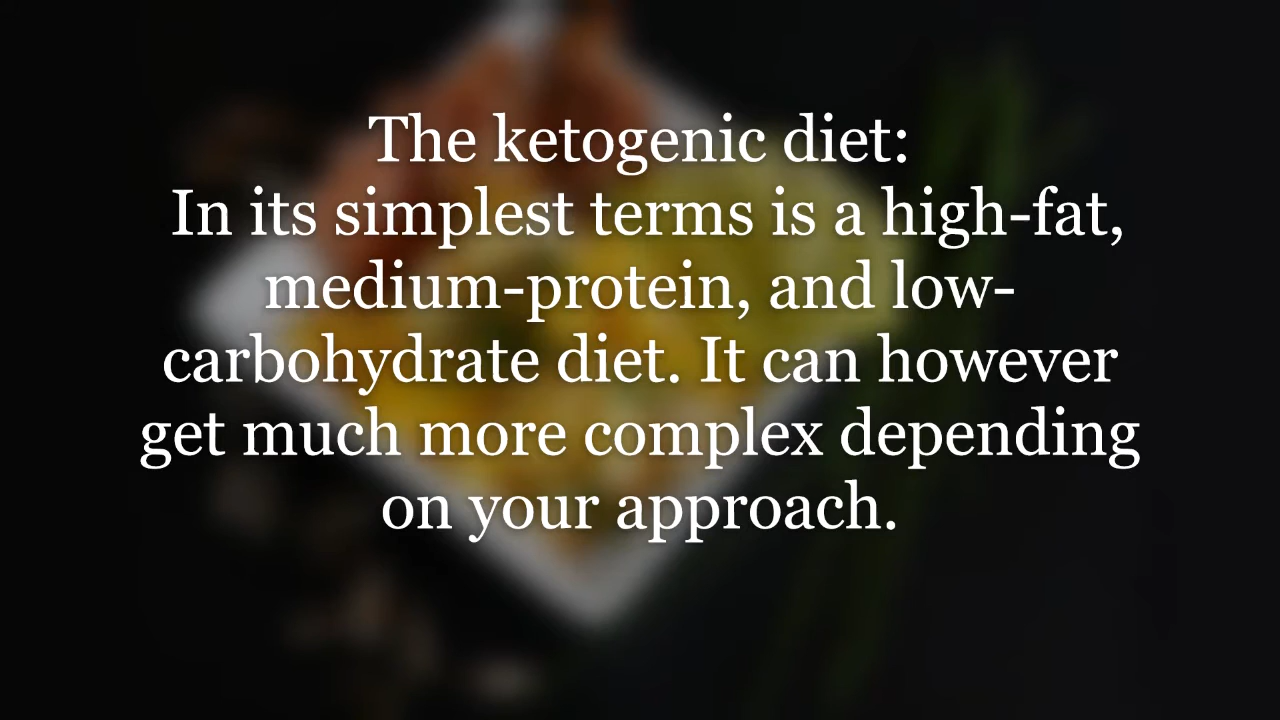 The ketogenic diet:
In its simplest terms is a high-fat,
medium-protein, and low-
carbohydrate diet. It can however
get much more complex depending
on your approach.